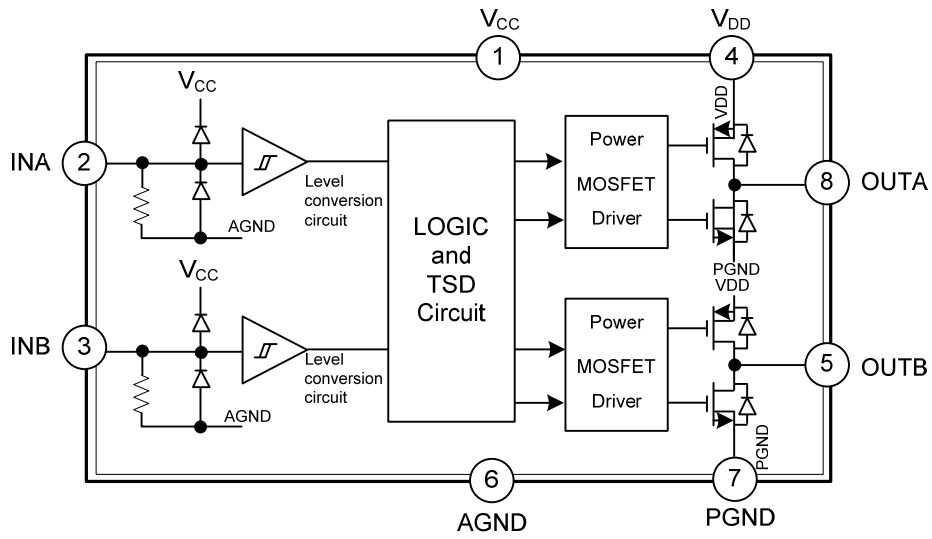 VCC
VDD
1
4
VCC
VDD
INA
2
Level
conversion
circuit
AGND
LOGIC
and
TSD
Circuit
Power
MOSFET
Driver
8
OUTA
PGND
VDD
VCC
INB
3
Level
conversion
circuit
AGND
Power
MOSFET
Driver
5
OUTB
PGND
6
7
AGND
PGND